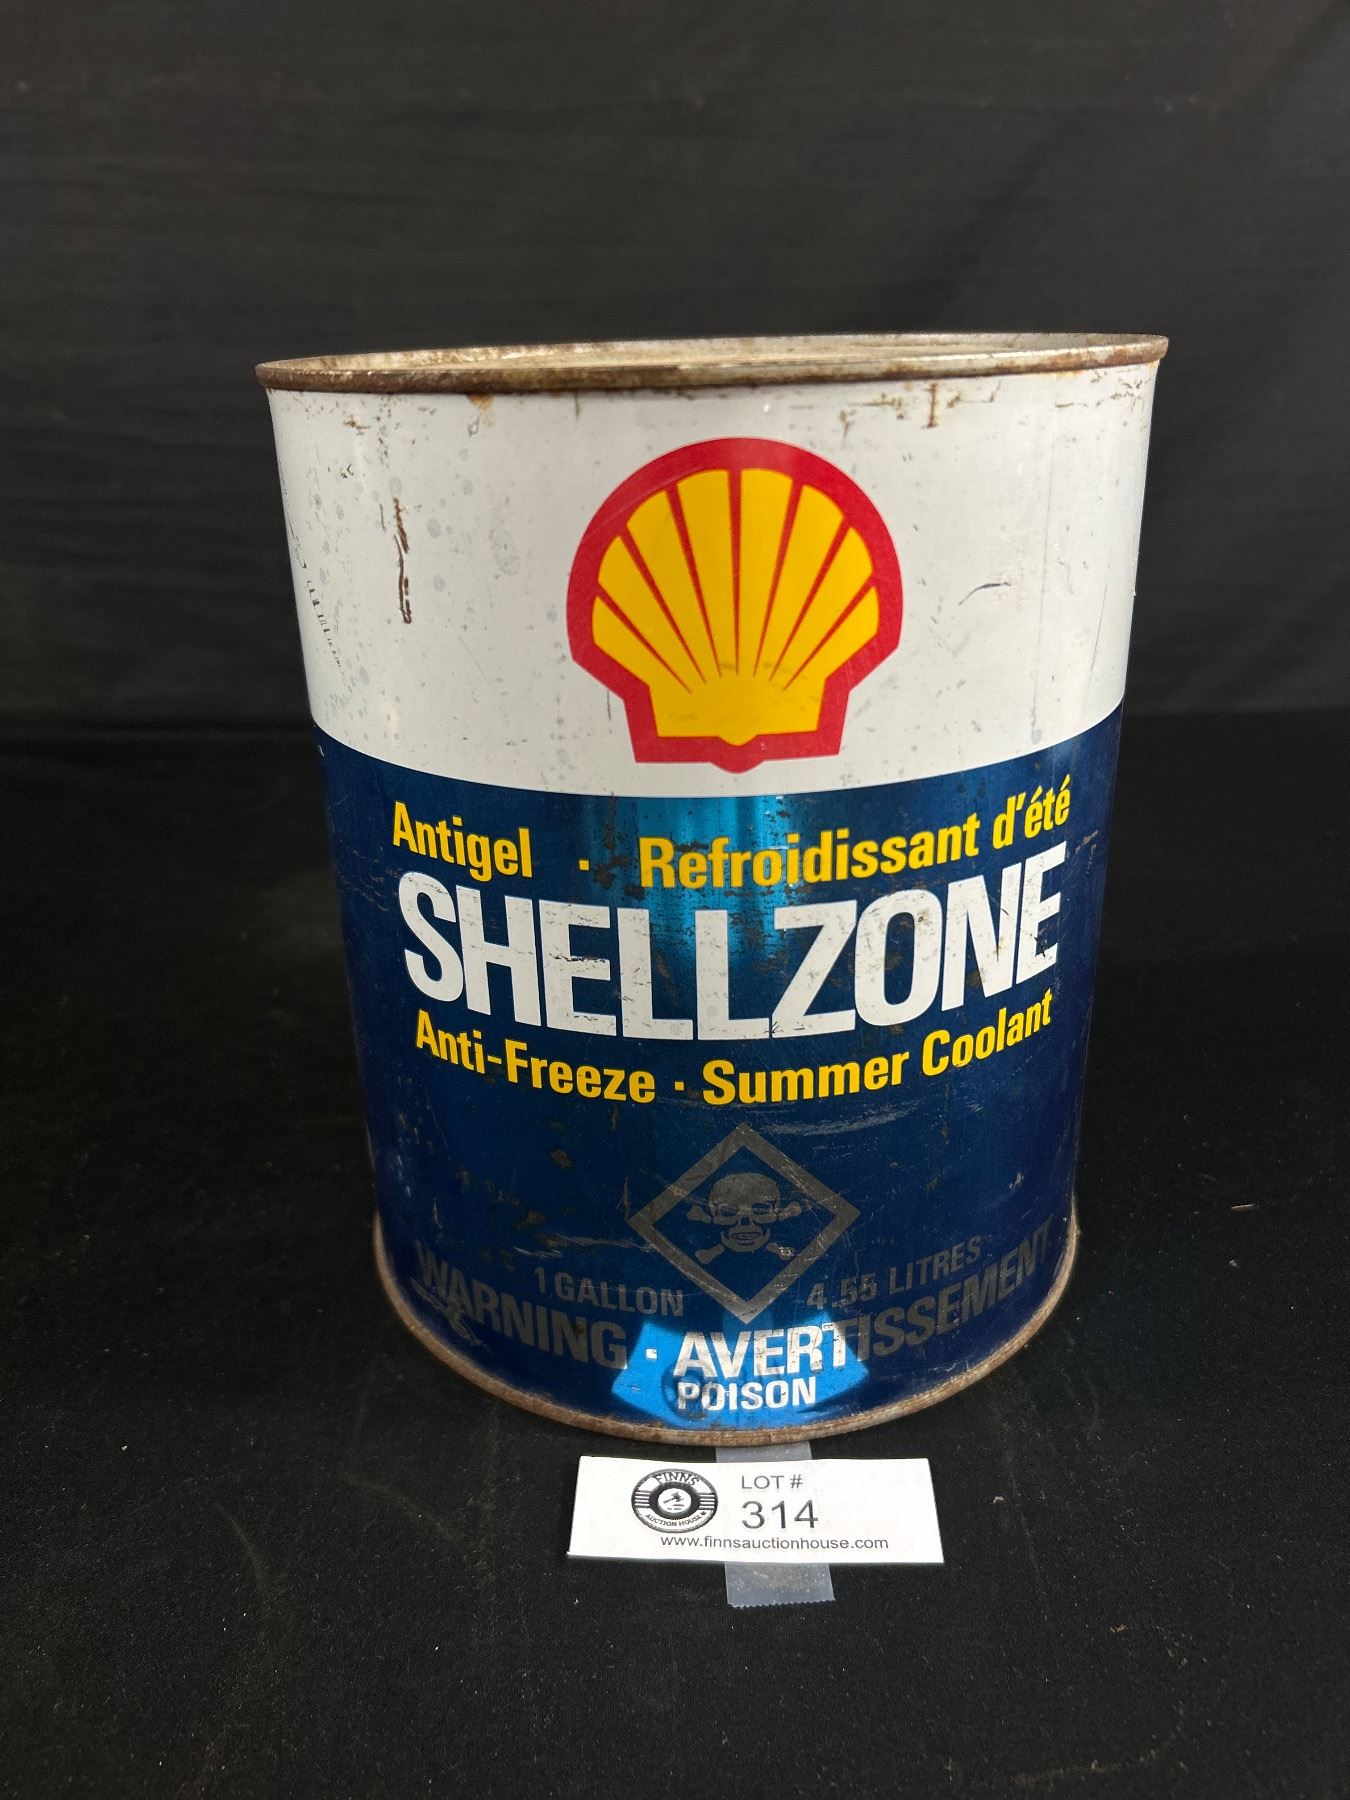 Antigel · Refroidissant d'été
SHELLZONE
Anti-Freeze · Summer Coolant
1 GALLON 4.55 LITRES
WARNING · AVERTISSEMENT
POISON
FINNS
AUCTION HOUSE
LOT #
314
www.finnsauctionhouse.com